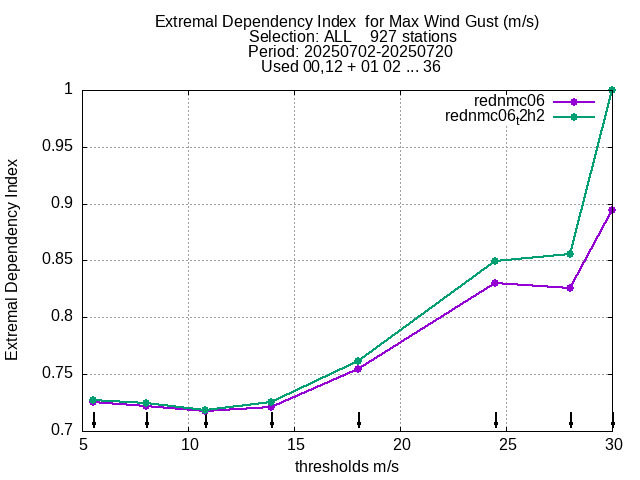 Extremal Dependency Index  for Max Wind Gust (m/s)
Selection: ALL    927 stations
Period: 20250702-20250720
Used 00,12 + 01 02 ... 36
rednmc06
rednmc06_t2h2
Extremal Dependency Index
1
0.95
0.9
0.85
0.8
0.75
0.7
5 10 15 20 25 30
thresholds m/s